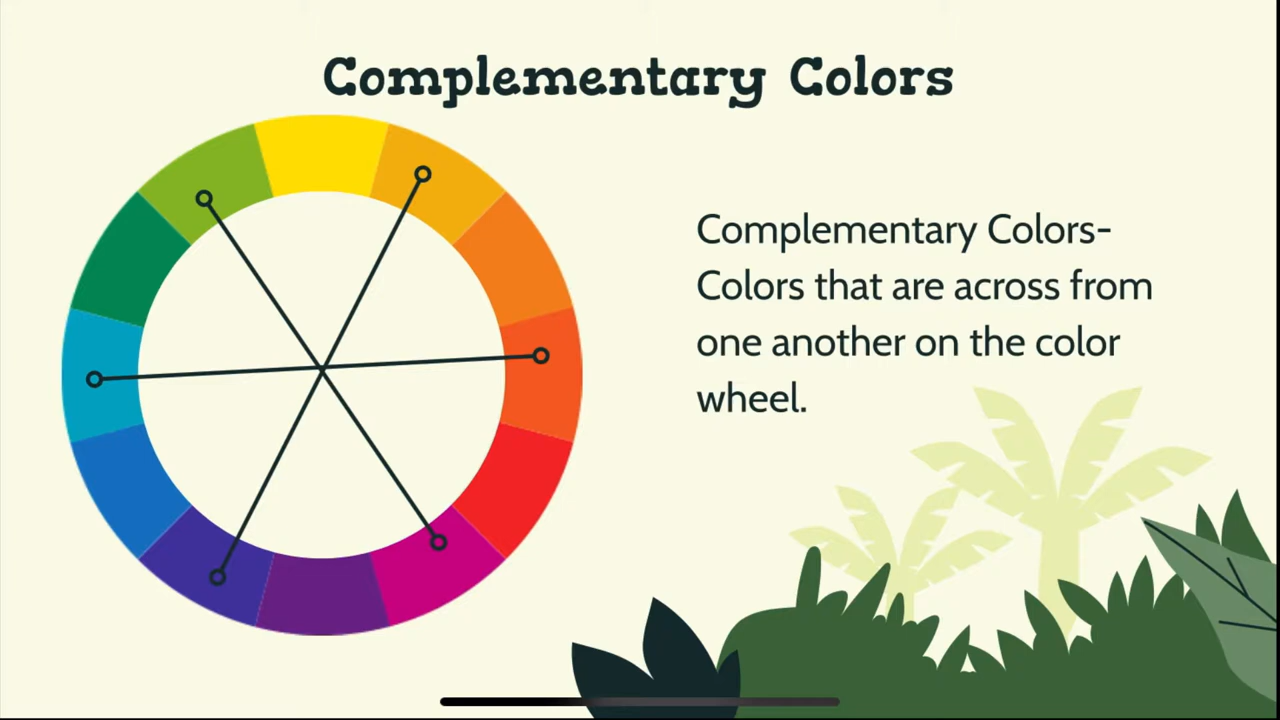 Complementary Colors
Complementary Colors-
Colors that are across from
one another on the color
wheel.